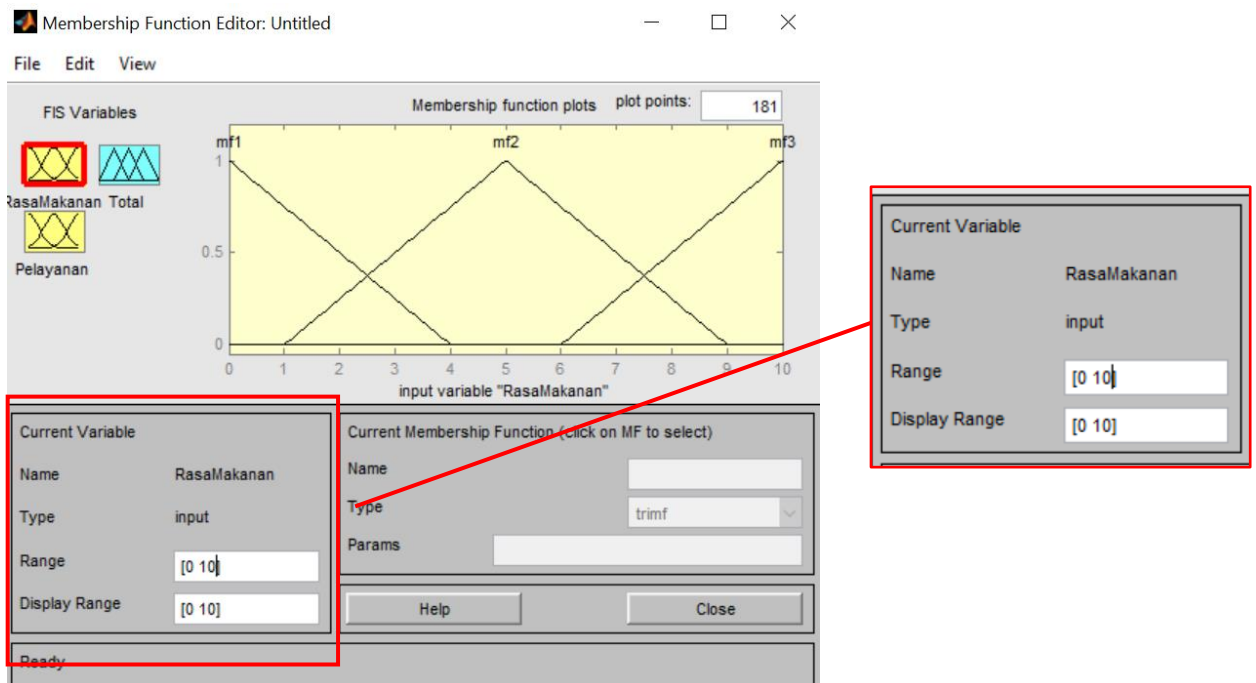 Membership Function Editor: Untitled
File Edit View
FIS Variables
Membership function plots plot points: 181
RasaMakanan Total
Pelayanan
mf1 mf2 mf3
1
0.5
0
0 1 2 3 4 5 6 7 8 9 10
input variable "RasaMakanan"
Current Variable
Name RasaMakanan
Type input
Range [0 10]
Display Range [0 10]
Current Membership Function (click on MF to select)
Name
Type trimf
Params
Help Close
Ready
Current Variable
Name RasaMakanan
Type input
Range [0 10]
Display Range [0 10]